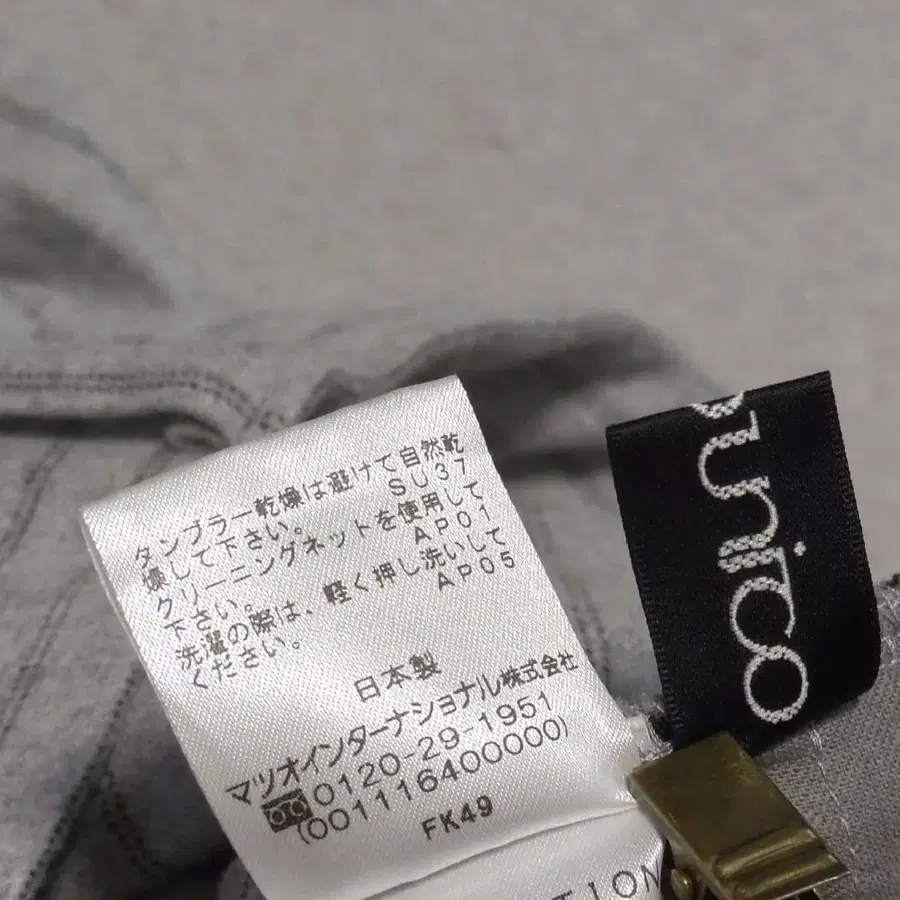 タンブラー乾燥は避けて自然乾
燥して下さい。 SU37
クリーニングネットを使用して
下さい。 AP01
洗濯の際は、軽く押し洗いして
ください。 AP05
日本製
マツオインターナショナル株式会社
0120-29-1951
(001116400000)
FK49
TION
unito